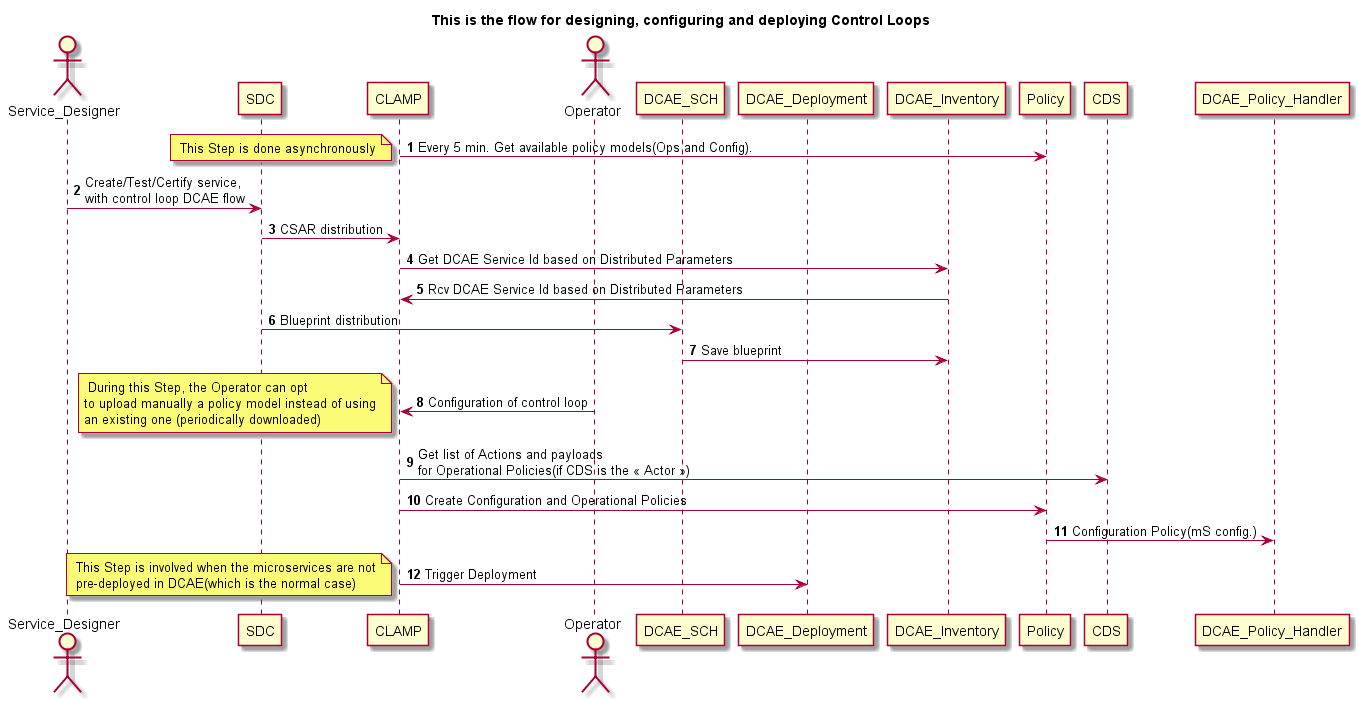 This is the flow for designing, configuring and deploying Control Loops
Service_Designer
SDC
CLAMP
Operator
DCAE_SCH
DCAE_Deployment
DCAE_Inventory
Policy
CDS
DCAE_Policy_Handler
This Step is done asynchronously
1 Every 5 min. Get available policy models(Ops and Config).
2 Create/Test/Certify service,
with control loop DCAE flow
3 CSAR distribution
4 Get DCAE Service Id based on Distributed Parameters
5 Rcv DCAE Service Id based on Distributed Parameters
6 Blueprint distribution
7 Save blueprint
During this Step, the Operator can opt
to upload manually a policy model instead of using
an existing one (periodically downloaded)
8 Configuration of control loop
9 Get list of Actions and payloads
for Operational Policies(if CDS is the « Actor »)
10 Create Configuration and Operational Policies
11 Configuration Policy(mS config.)
This Step is involved when the microservices are not
pre-deployed in DCAE(which is the normal case)
12 Trigger Deployment
Service_Designer
SDC
CLAMP
Operator
DCAE_SCH
DCAE_Deployment
DCAE_Inventory
Policy
CDS
DCAE_Policy_Handler